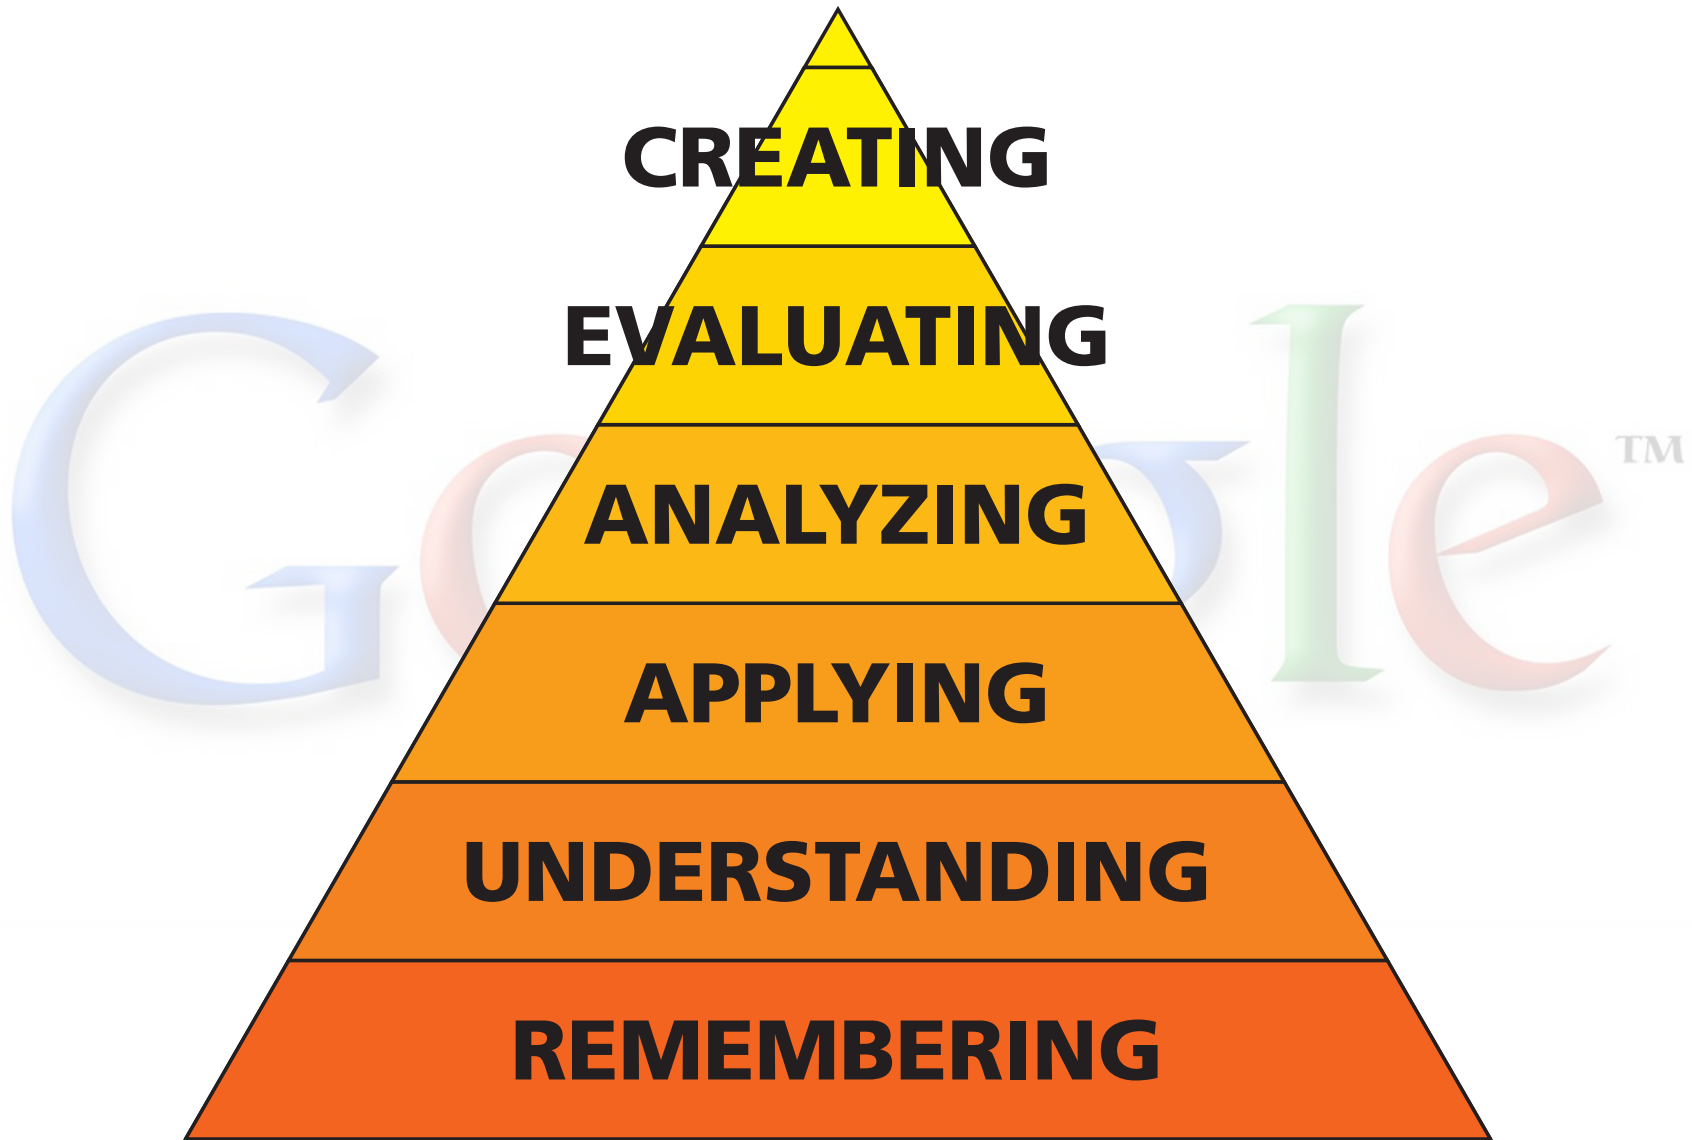 CREATING
EVALUATING
ANALYZING
APPLYING
UNDERSTANDING
REMEMBERING
Google™